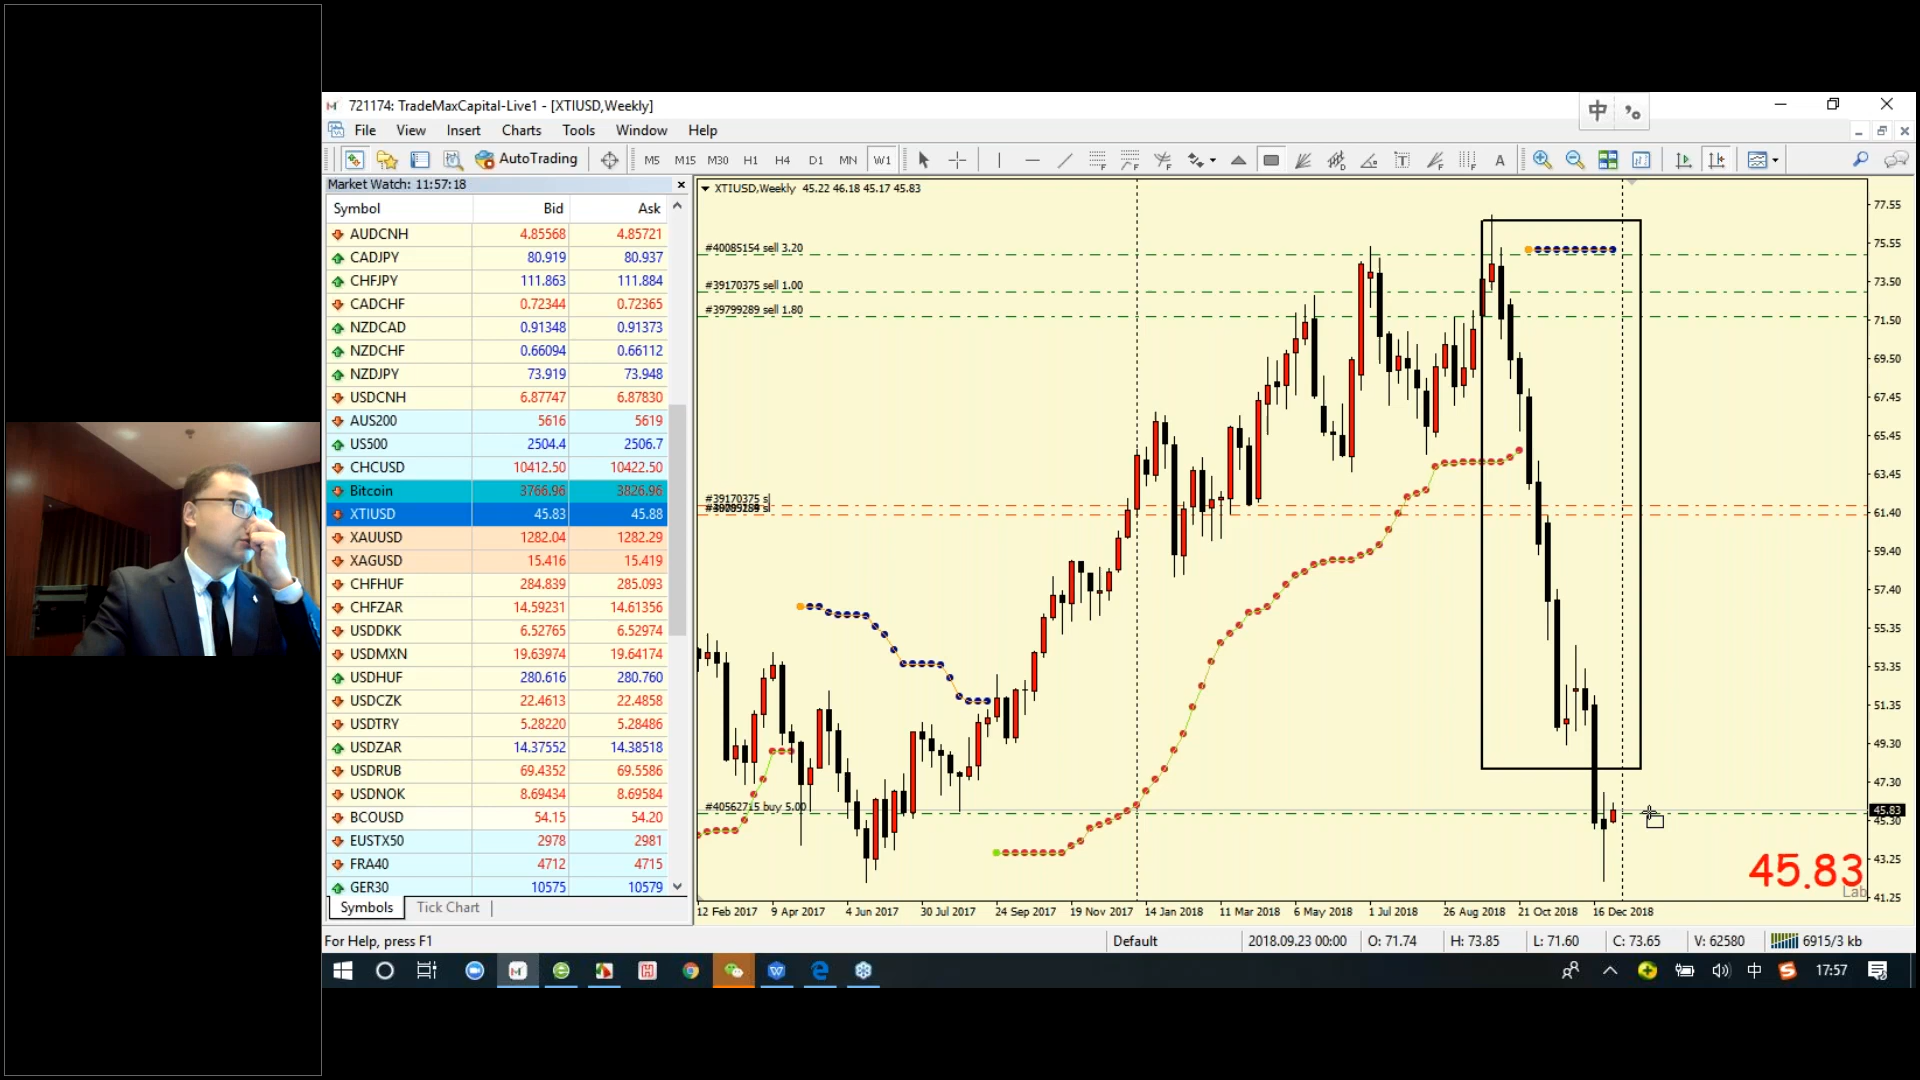 721174: TradeMaxCapital-Live1 - [XTIUSD,Weekly]
中
File View Insert Charts Tools Window Help
AutoTrading M5 M15 M30 H1 H4 D1 MN W1 A
Market Watch: 11:57:18
Symbol Bid Ask
AUDCNH 4.85568 4.85721
CADJPY 80.919 80.937
CHFJPY 111.863 111.884
CADCHF 0.72344 0.72365
NZDCAD 0.91348 0.91373
NZDCHF 0.66094 0.66112
NZDJPY 73.919 73.948
USDCNH 6.87747 6.87830
AUS200 5616 5619
US500 2504.4 2506.7
CHCUSD 10412.50 10422.50
Bitcoin 3766.96 3826.96
XTIUSD 45.83 45.88
XAUUSD 1282.04 1282.29
XAGUSD 15.416 15.419
CHFHUF 284.839 285.093
CHFZAR 14.59231 14.61356
USDDKK 6.52765 6.52974
USDMXN 19.63974 19.64174
USDHUF 280.616 280.760
USDCZK 22.4613 22.4858
USDTRY 5.28220 5.28486
USDZAR 14.37552 14.38518
USDRUB 69.4352 69.5586
USDNOK 8.69434 8.69584
BCOUSD 54.15 54.20
EUSTX50 2978 2981
FRA40 4712 4715
GER30 10575 10579
Symbols Tick Chart
XTIUSD,Weekly 45.22 46.18 45.17 45.83
#40085154 sell 3.20
#39170375 sell 1.00
#39799289 sell 1.80
#39170375 sl
#40562715 buy 5.00
77.55
75.55
73.50
71.50
69.50
67.45
65.45
63.45
61.40
59.40
57.40
55.35
53.35
51.35
49.30
47.30
45.83
45.30
43.25
41.25
45.83
Lab
12 Feb 2017 9 Apr 2017 4 Jun 2017 30 Jul 2017 24 Sep 2017 19 Nov 2017 14 Jan 2018 11 Mar 2018 6 May 2018 1 Jul 2018 26 Aug 2018 21 Oct 2018 16 Dec 2018
For Help, press F1 Default 2018.09.23 00:00 O: 71.74 H: 73.85 L: 71.60 C: 73.65 V: 62580 6915/3 kb
中 17:57